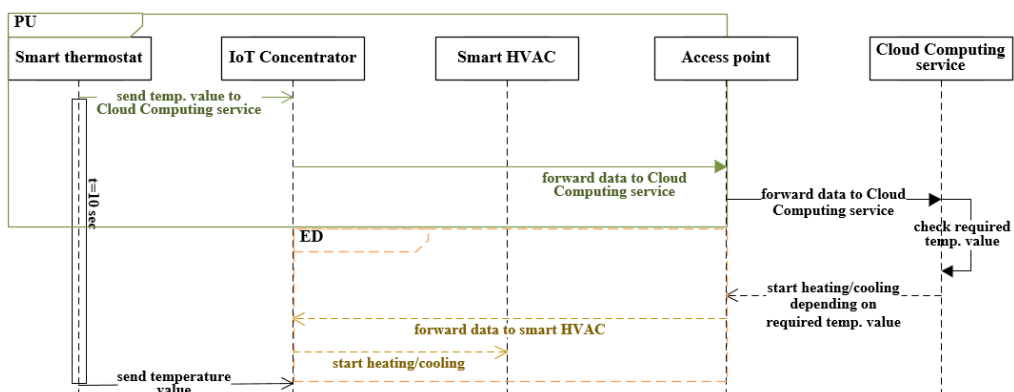 PU
Smart thermostat
IoT Concentrator
Smart HVAC
Access point
Cloud Computing
service
send temp. value to
Cloud Computing service
t=10 sec
forward data to Cloud
Computing service
forward data to Cloud
Computing service
check required
temp. value
ED
start heating/cooling
depending on
required temp. value
forward data to smart HVAC
start heating/cooling
send temperature
value